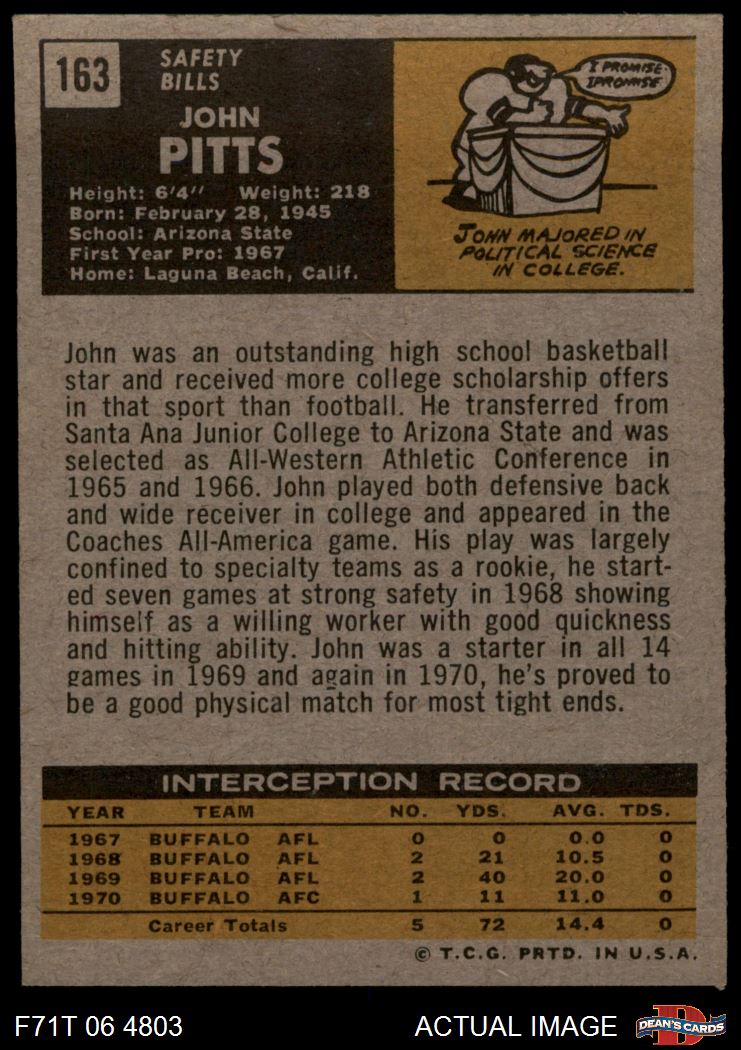 163
SAFETY
BILLS
JOHN
PITTS
Height: 6'4'' Weight: 218
Born: February 28, 1945
School: Arizona State
First Year Pro: 1967
Home: Laguna Beach, Calif.
I PROMISE
IPROMISE
JOHN MAJORED IN
POLITICAL SCIENCE
IN COLLEGE.
John was an outstanding high school basketball
star and received more college scholarship offers
in that sport than football. He transferred from
Santa Ana Junior College to Arizona State and was
selected as All-Western Athletic Conference in
1965 and 1966. John played both defensive back
and wide receiver in college and appeared in the
Coaches All-America game. His play was largely
confined to specialty teams as a rookie, he start-
ed seven games at strong safety in 1968 showing
himself as a willing worker with good quickness
and hitting ability. John was a starter in all 14
games in 1969 and again in 1970, he's proved to
be a good physical match for most tight ends.
INTERCEPTION RECORD
YEAR TEAM NO. YDS. AVG. TDS.
1967 BUFFALO AFL 0 0 0.0 0
1968 BUFFALO AFL 2 21 10.5 0
1969 BUFFALO AFL 2 40 20.0 0
1970 BUFFALO AFC 1 11 11.0 0
Career Totals 5 72 14.4 0
© T.C.G. PRTD. IN U.S.A.
F71T 06 4803 ACTUAL IMAGE D DEAN'S CARDS